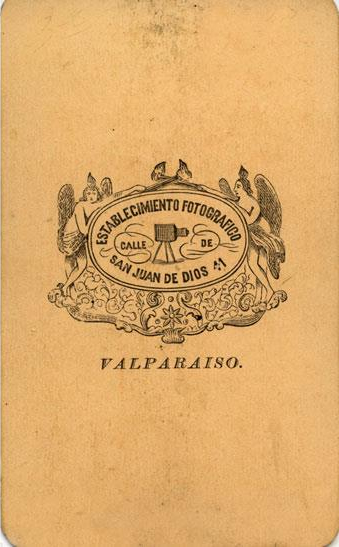 ESTABLECIMIENTO FOTOGRAFICO
CALLE DE
SAN JUAN DE DIOS 41
VALPARAISO.